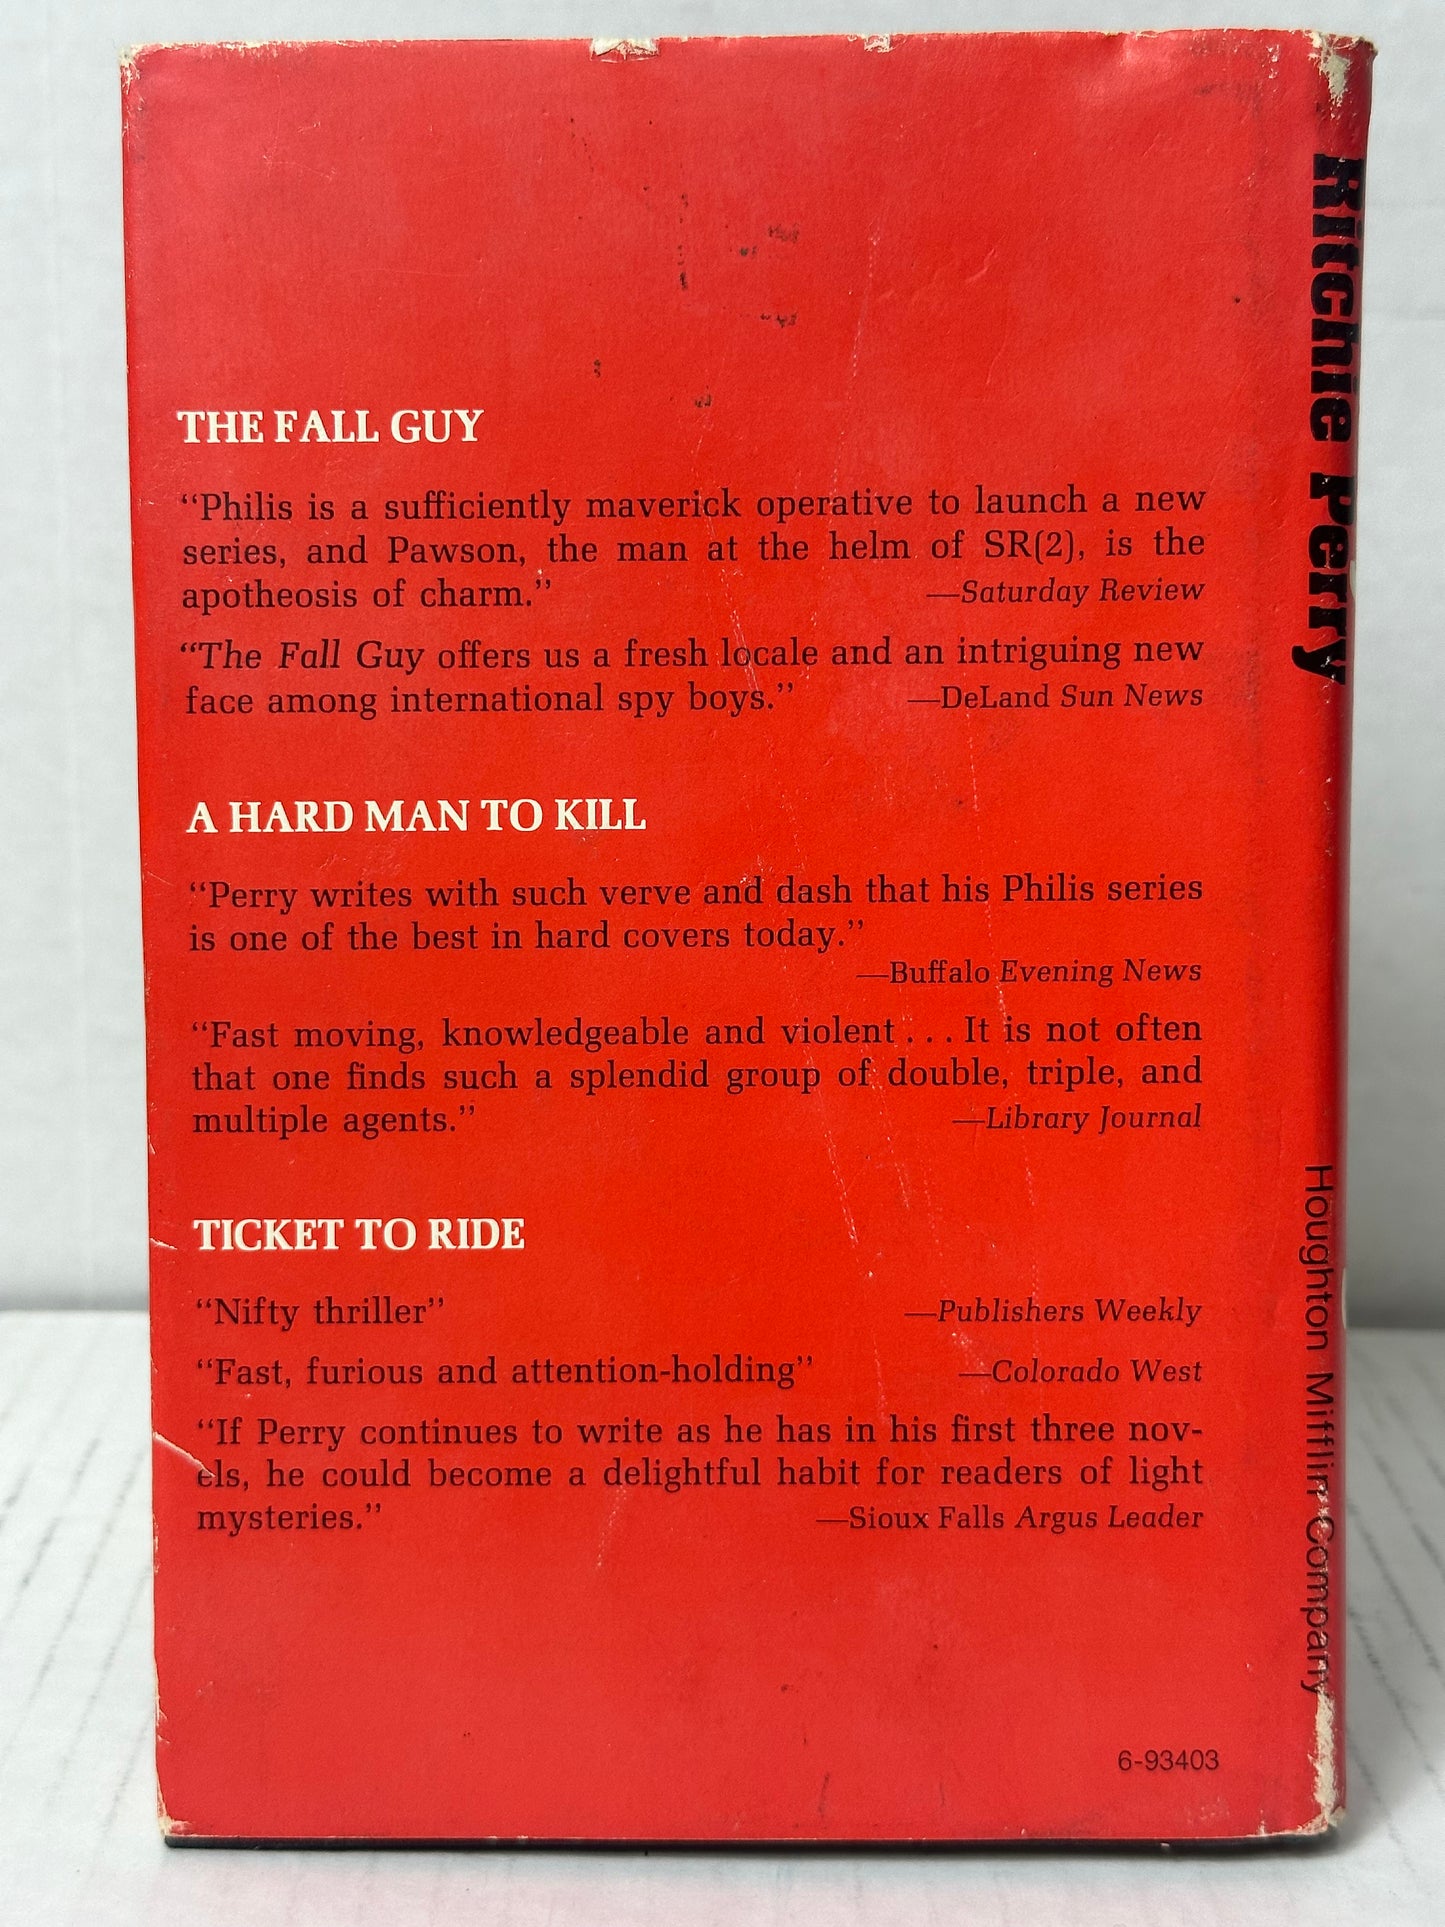 THE FALL GUY
“Philis is a sufficiently maverick operative to launch a new
series, and Pawson, the man at the helm of SR(2), is the
apotheosis of charm.” —Saturday Review
“The Fall Guy offers us a fresh locale and an intriguing new
face among international spy boys.” —DeLand Sun News
A HARD MAN TO KILL
“Perry writes with such verve and dash that his Philis series
is one of the best in hard covers today.”
—Buffalo Evening News
“Fast moving, knowledgeable and violent . . . It is not often
that one finds such a splendid group of double, triple, and
multiple agents.” —Library Journal
TICKET TO RIDE
“Nifty thriller” —Publishers Weekly
“Fast, furious and attention-holding” —Colorado West
“If Perry continues to write as he has in his first three nov-
els, he could become a delightful habit for readers of light
mysteries.” —Sioux Falls Argus Leader
6-93403
Ritchie Perry
Houghton Mifflin Company